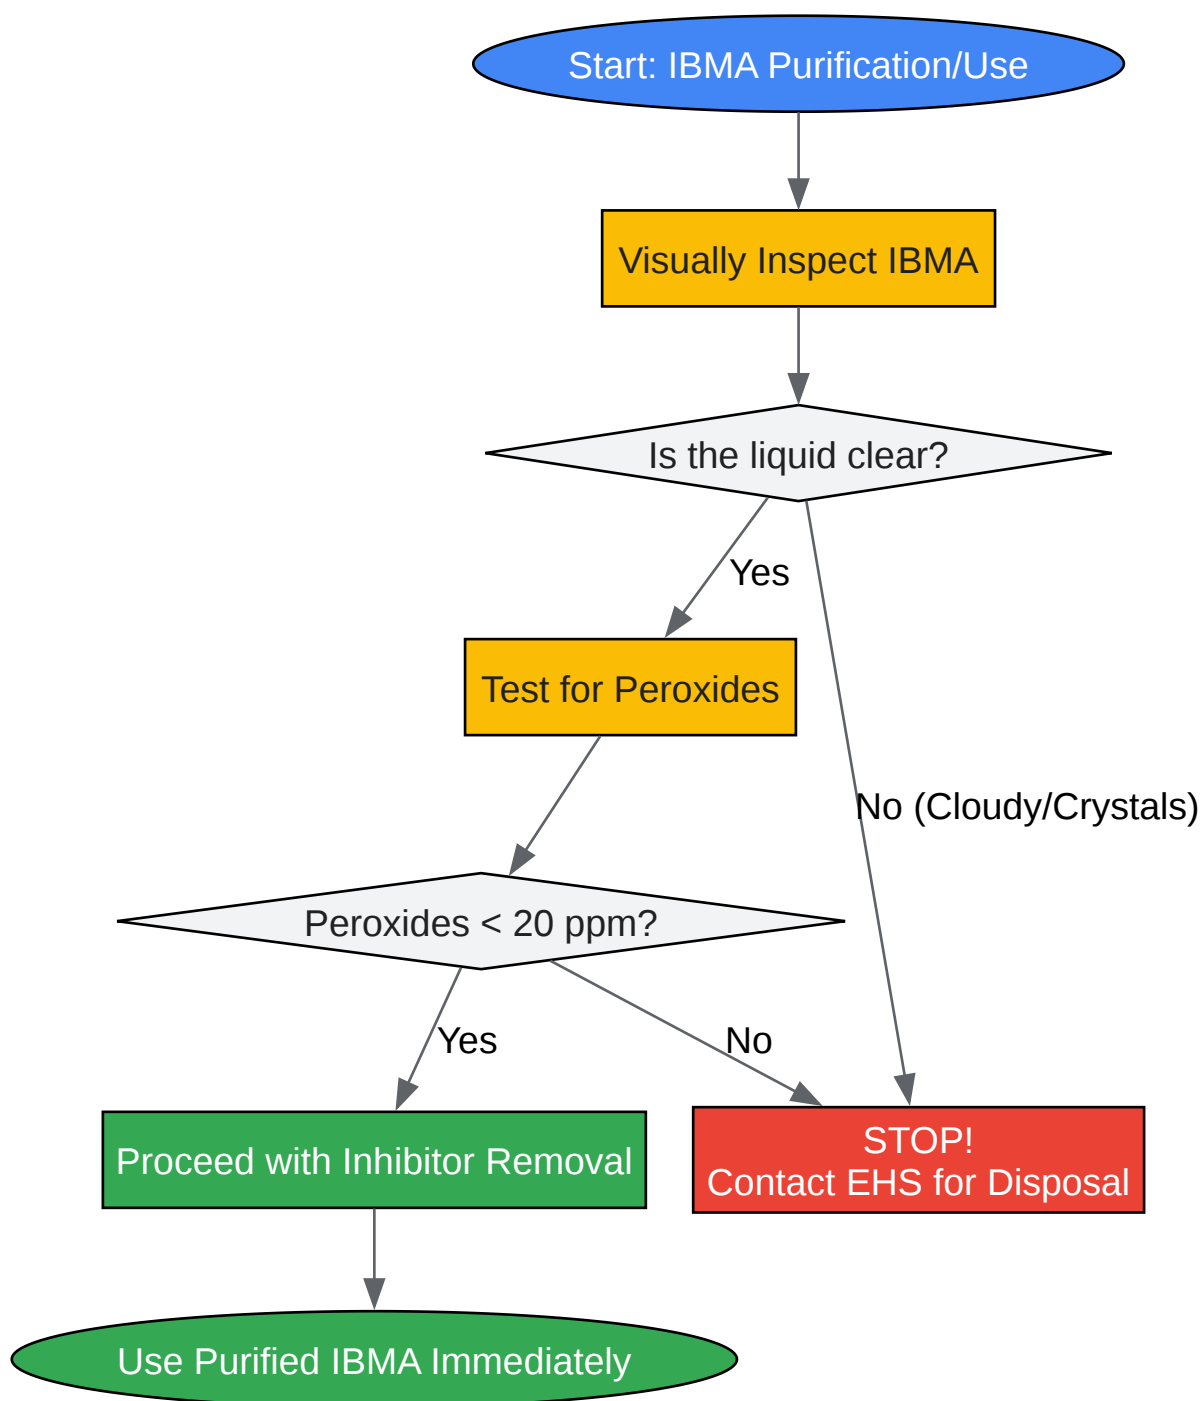 Start: IBMA Purification/Use
Visually Inspect IBMA
Is the liquid clear?
Yes
Test for Peroxides
No (Cloudy/Crystals)
Peroxides < 20 ppm?
Yes
No
Proceed with Inhibitor Removal
STOP!
Contact EHS for Disposal
Use Purified IBMA Immediately